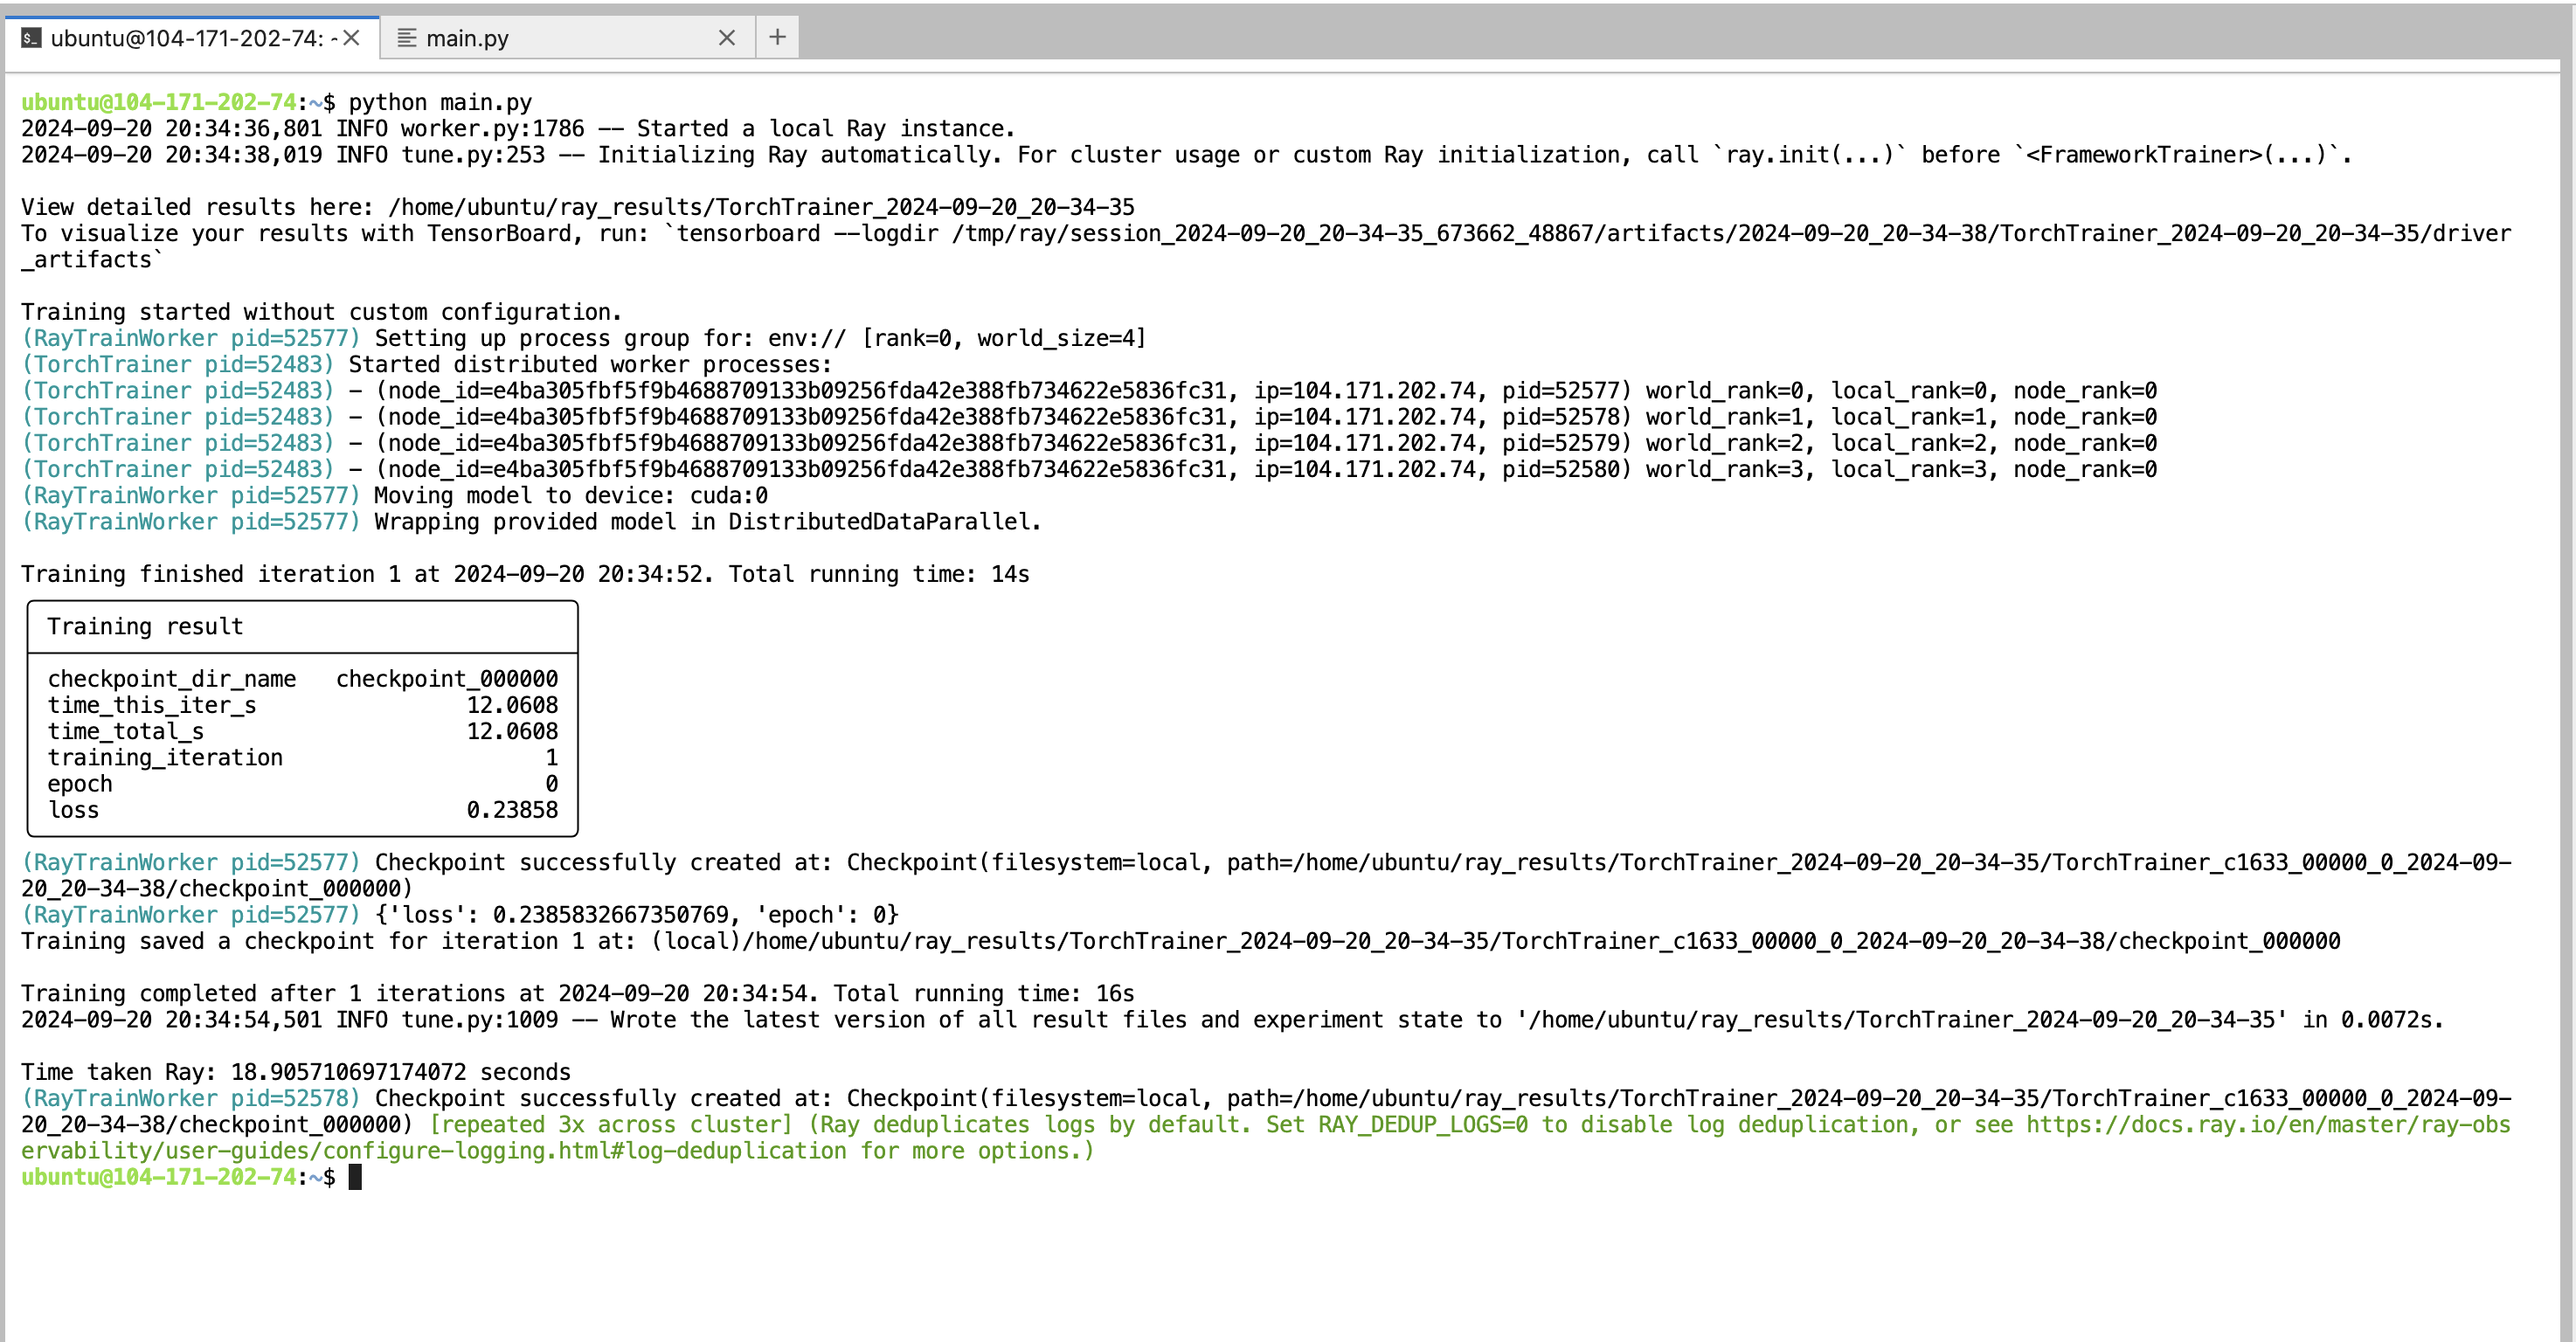 ubuntu@104-171-202-74: ~
main.py
ubuntu@104-171-202-74:~$ python main.py
2024-09-20 20:34:36,801 INFO worker.py:1786 -- Started a local Ray instance.
2024-09-20 20:34:38,019 INFO tune.py:253 -- Initializing Ray automatically. For cluster usage or custom Ray initialization, call `ray.init(...)` before `<FrameworkTrainer>(...)`.
View detailed results here: /home/ubuntu/ray_results/TorchTrainer_2024-09-20_20-34-35
To visualize your results with TensorBoard, run: `tensorboard --logdir /tmp/ray/session_2024-09-20_20-34-35_673662_48867/artifacts/2024-09-20_20-34-38/TorchTrainer_2024-09-20_20-34-35/driver
_artifacts`
Training started without custom configuration.
(RayTrainWorker pid=52577) Setting up process group for: env:// [rank=0, world_size=4]
(TorchTrainer pid=52483) Started distributed worker processes:
(TorchTrainer pid=52483) - (node_id=e4ba305fbf5f9b4688709133b09256fda42e388fb734622e5836fc31, ip=104.171.202.74, pid=52577) world_rank=0, local_rank=0, node_rank=0
(TorchTrainer pid=52483) - (node_id=e4ba305fbf5f9b4688709133b09256fda42e388fb734622e5836fc31, ip=104.171.202.74, pid=52578) world_rank=1, local_rank=1, node_rank=0
(TorchTrainer pid=52483) - (node_id=e4ba305fbf5f9b4688709133b09256fda42e388fb734622e5836fc31, ip=104.171.202.74, pid=52579) world_rank=2, local_rank=2, node_rank=0
(TorchTrainer pid=52483) - (node_id=e4ba305fbf5f9b4688709133b09256fda42e388fb734622e5836fc31, ip=104.171.202.74, pid=52580) world_rank=3, local_rank=3, node_rank=0
(RayTrainWorker pid=52577) Moving model to device: cuda:0
(RayTrainWorker pid=52577) Wrapping provided model in DistributedDataParallel.
Training finished iteration 1 at 2024-09-20 20:34:52. Total running time: 14s
Training result
checkpoint_dir_name checkpoint_000000
time_this_iter_s 12.0608
time_total_s 12.0608
training_iteration 1
epoch 0
loss 0.23858
(RayTrainWorker pid=52577) Checkpoint successfully created at: Checkpoint(filesystem=local, path=/home/ubuntu/ray_results/TorchTrainer_2024-09-20_20-34-35/TorchTrainer_c1633_00000_0_2024-09-
20_20-34-38/checkpoint_000000)
(RayTrainWorker pid=52577) {'loss': 0.2385832667350769, 'epoch': 0}
Training saved a checkpoint for iteration 1 at: (local)/home/ubuntu/ray_results/TorchTrainer_2024-09-20_20-34-35/TorchTrainer_c1633_00000_0_2024-09-20_20-34-38/checkpoint_000000
Training completed after 1 iterations at 2024-09-20 20:34:54. Total running time: 16s
2024-09-20 20:34:54,501 INFO tune.py:1009 -- Wrote the latest version of all result files and experiment state to '/home/ubuntu/ray_results/TorchTrainer_2024-09-20_20-34-35' in 0.0072s.
Time taken Ray: 18.905710697174072 seconds
(RayTrainWorker pid=52578) Checkpoint successfully created at: Checkpoint(filesystem=local, path=/home/ubuntu/ray_results/TorchTrainer_2024-09-20_20-34-35/TorchTrainer_c1633_00000_0_2024-09-
20_20-34-38/checkpoint_000000) [repeated 3x across cluster] (Ray deduplicates logs by default. Set RAY_DEDUP_LOGS=0 to disable log deduplication, or see https://docs.ray.io/en/master/ray-obs
ervability/user-guides/configure-logging.html#log-deduplication for more options.)
ubuntu@104-171-202-74:~$